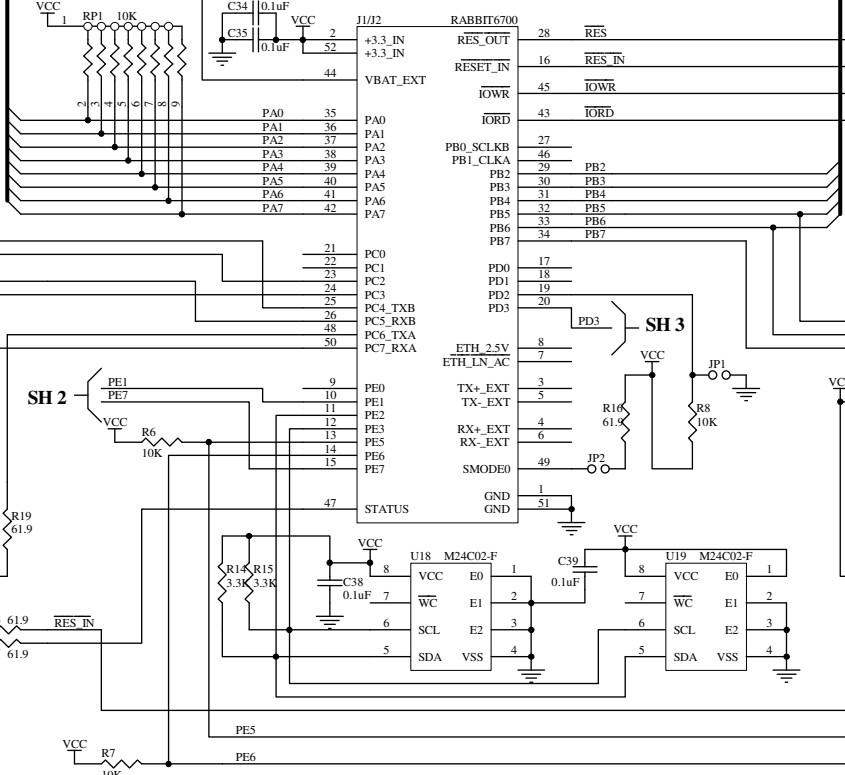 C34 0.1uF
VCC
1 RP1 10K
VCC
C35 0.1uF
J1/J2 RABBIT6700
2 +3.3_IN
52 +3.3_IN
44 VBAT_EXT
RES_OUT 28 RES
RESET_IN 16 RES_IN
IOWR 45 IOWR
IORD 43 IORD
2 3 4 5 6 7 8 9
PA0 35 PA0
PA1 36 PA1
PA2 37 PA2
PA3 38 PA3
PA4 39 PA4
PA5 40 PA5
PA6 41 PA6
PA7 42 PA7
PB0_SCLKB 27
PB1_CLKA 46
PB2 29 PB2
PB3 30 PB3
PB4 31 PB4
PB5 32 PB5
PB6 33 PB6
PB7 34 PB7
21 PC0
22 PC1
23 PC2
24 PC3
25 PC4_TXB
26 PC5_RXB
48 PC6_TXA
50 PC7_RXA
PD0 17
PD1 18
PD2 19
PD3 20
PD3 SH 3
ETH_2.5V 8
ETH_LN_AC 7
VCC
JP1
SH 2
PE1
PE7
VCC
R6
10K
9 PE0
10 PE1
11 PE2
12 PE3
13 PE5
14 PE6
15 PE7
TX+_EXT 3
TX-_EXT 5
RX+_EXT 4
RX-_EXT 6
R16
61.9
R8
10K
VC
SMODE0 49
JP2
GND 1
GND 51
47 STATUS
R19
61.9
R14
3.3K
R15
3.3K
VCC
C38
0.1uF
U18 M24C02-F
8 VCC E0 1
7 WC E1 2
6 SCL E2 3
5 SDA VSS 4
C39
0.1uF
VCC
U19 M24C02-F
8 VCC E0 1
7 WC E1 2
6 SCL E2 3
5 SDA VSS 4
61.9
RES_IN
61.9
PE5
VCC
R7
10K
PE6